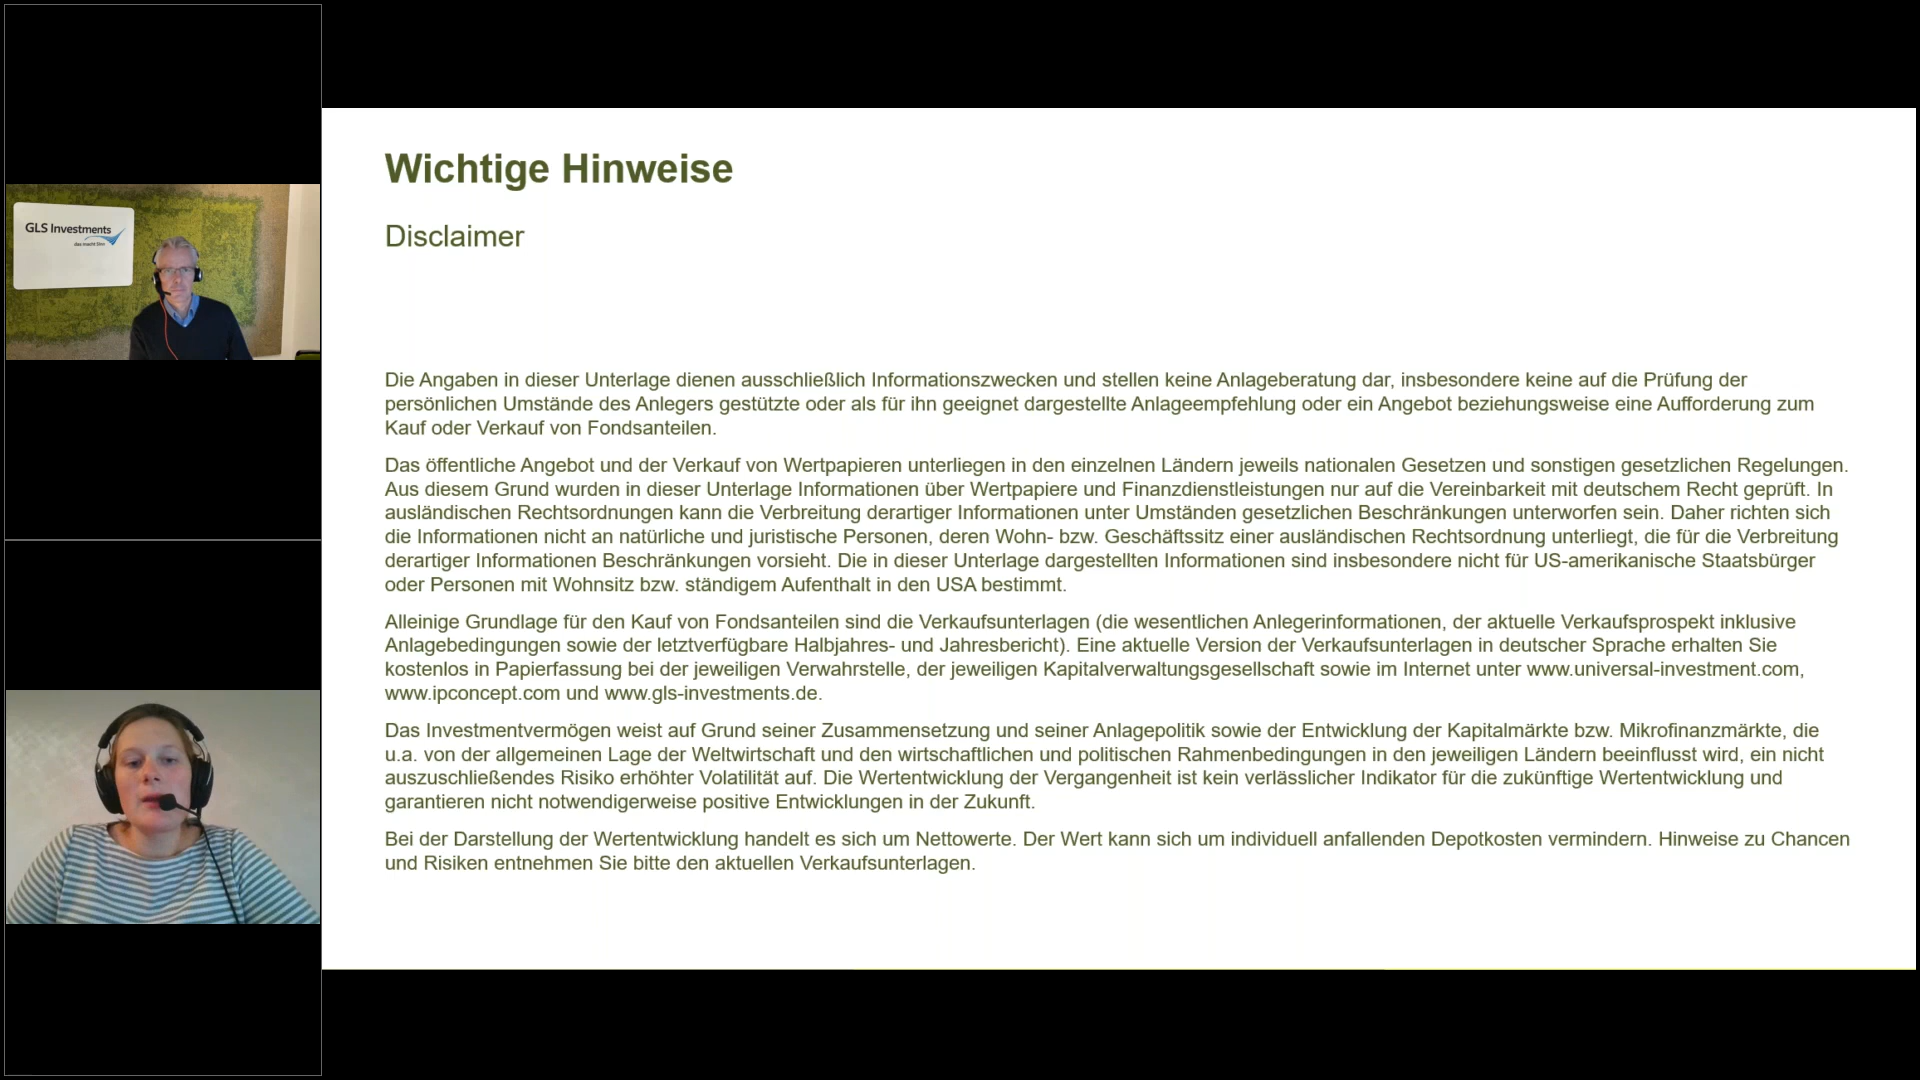 GLS Investments
das macht Sinn
Wichtige Hinweise
Disclaimer
Die Angaben in dieser Unterlage dienen ausschließlich Informationszwecken und stellen keine Anlageberatung dar, insbesondere keine auf die Prüfung der
persönlichen Umstände des Anlegers gestützte oder als für ihn geeignet dargestellte Anlageempfehlung oder ein Angebot beziehungsweise eine Aufforderung zum
Kauf oder Verkauf von Fondsanteilen.
Das öffentliche Angebot und der Verkauf von Wertpapieren unterliegen in den einzelnen Ländern jeweils nationalen Gesetzen und sonstigen gesetzlichen Regelungen.
Aus diesem Grund wurden in dieser Unterlage Informationen über Wertpapiere und Finanzdienstleistungen nur auf die Vereinbarkeit mit deutschem Recht geprüft. In
ausländischen Rechtsordnungen kann die Verbreitung derartiger Informationen unter Umständen gesetzlichen Beschränkungen unterworfen sein. Daher richten sich
die Informationen nicht an natürliche und juristische Personen, deren Wohn- bzw. Geschäftssitz einer ausländischen Rechtsordnung unterliegt, die für die Verbreitung
derartiger Informationen Beschränkungen vorsieht. Die in dieser Unterlage dargestellten Informationen sind insbesondere nicht für US-amerikanische Staatsbürger
oder Personen mit Wohnsitz bzw. ständigem Aufenthalt in den USA bestimmt.
Alleinige Grundlage für den Kauf von Fondsanteilen sind die Verkaufsunterlagen (die wesentlichen Anlegerinformationen, der aktuelle Verkaufsprospekt inklusive
Anlagebedingungen sowie der letztverfügbare Halbjahres- und Jahresbericht). Eine aktuelle Version der Verkaufsunterlagen in deutscher Sprache erhalten Sie
kostenlos in Papierfassung bei der jeweiligen Verwahrstelle, der jeweiligen Kapitalverwaltungsgesellschaft sowie im Internet unter www.universal-investment.com,
www.ipconcept.com und www.gls-investments.de.
Das Investmentvermögen weist auf Grund seiner Zusammensetzung und seiner Anlagepolitik sowie der Entwicklung der Kapitalmärkte bzw. Mikrofinanzmärkte, die
u.a. von der allgemeinen Lage der Weltwirtschaft und den wirtschaftlichen und politischen Rahmenbedingungen in den jeweiligen Ländern beeinflusst wird, ein nicht
auszuschließendes Risiko erhöhter Volatilität auf. Die Wertentwicklung der Vergangenheit ist kein verlässlicher Indikator für die zukünftige Wertentwicklung und
garantieren nicht notwendigerweise positive Entwicklungen in der Zukunft.
Bei der Darstellung der Wertentwicklung handelt es sich um Nettowerte. Der Wert kann sich um individuell anfallenden Depotkosten vermindern. Hinweise zu Chancen
und Risiken entnehmen Sie bitte den aktuellen Verkaufsunterlagen.